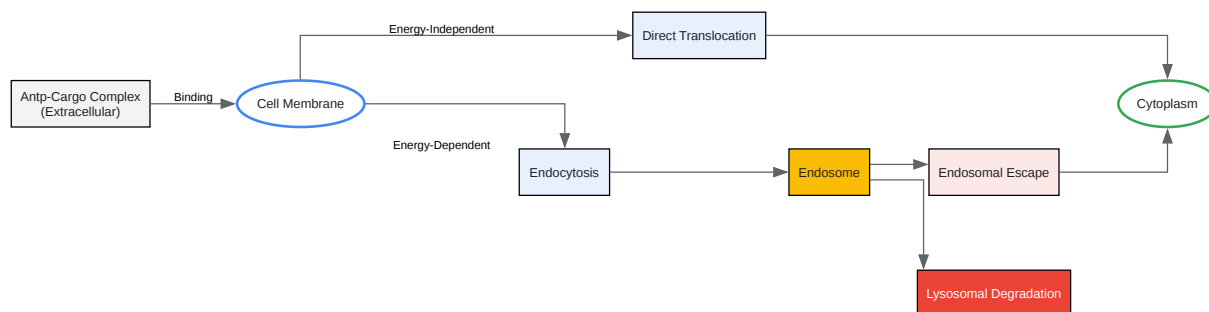 Energy-Independent
Direct Translocation
Antp-Cargo Complex
(Extracellular)
Binding
Cell Membrane
Cytoplasm
Energy-Dependent
Endocytosis
Endosome
Endosomal Escape
Lysosomal Degradation